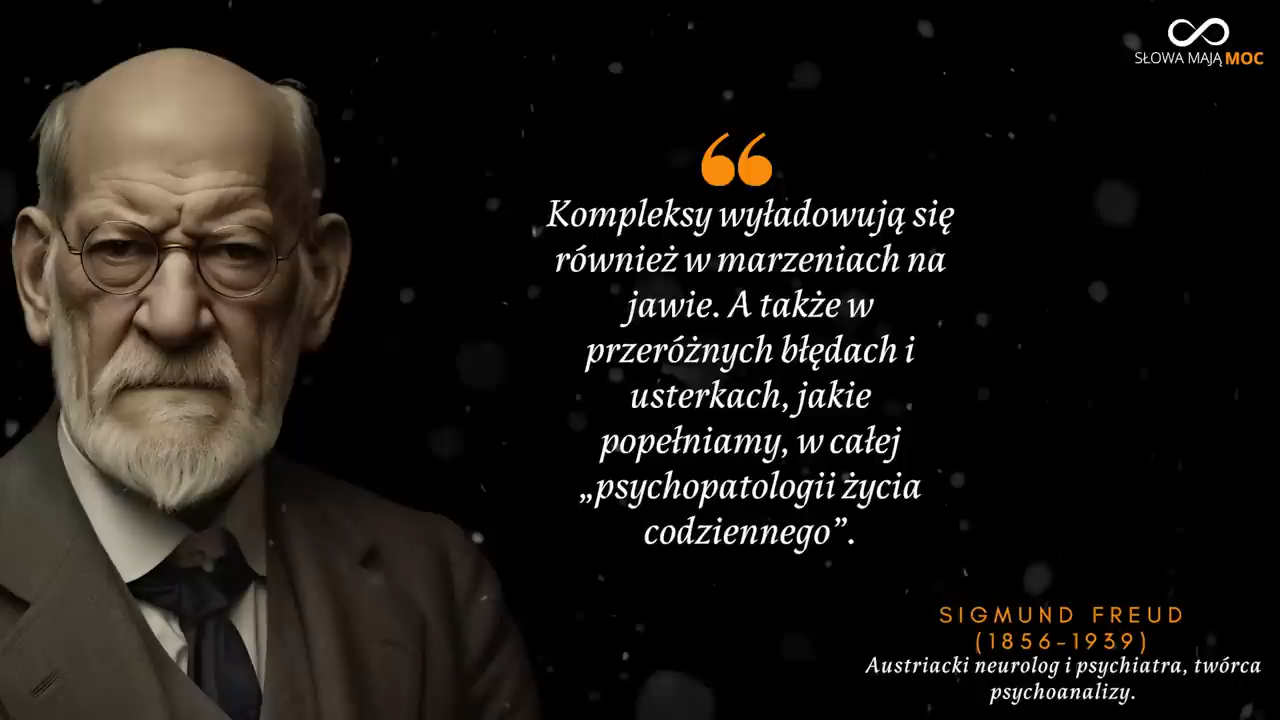 SŁOWA MAJĄ MOC
Kompleksy wyładowują się
również w marzeniach na
jawie. A także w
przeróżnych błędach i
usterkach, jakie
popełniamy, w całej
„psychopatologii życia
codziennego”.
SIGMUND FREUD
(1856-1939)
Austriacki neurolog i psychiatra, twórca
psychoanalizy.